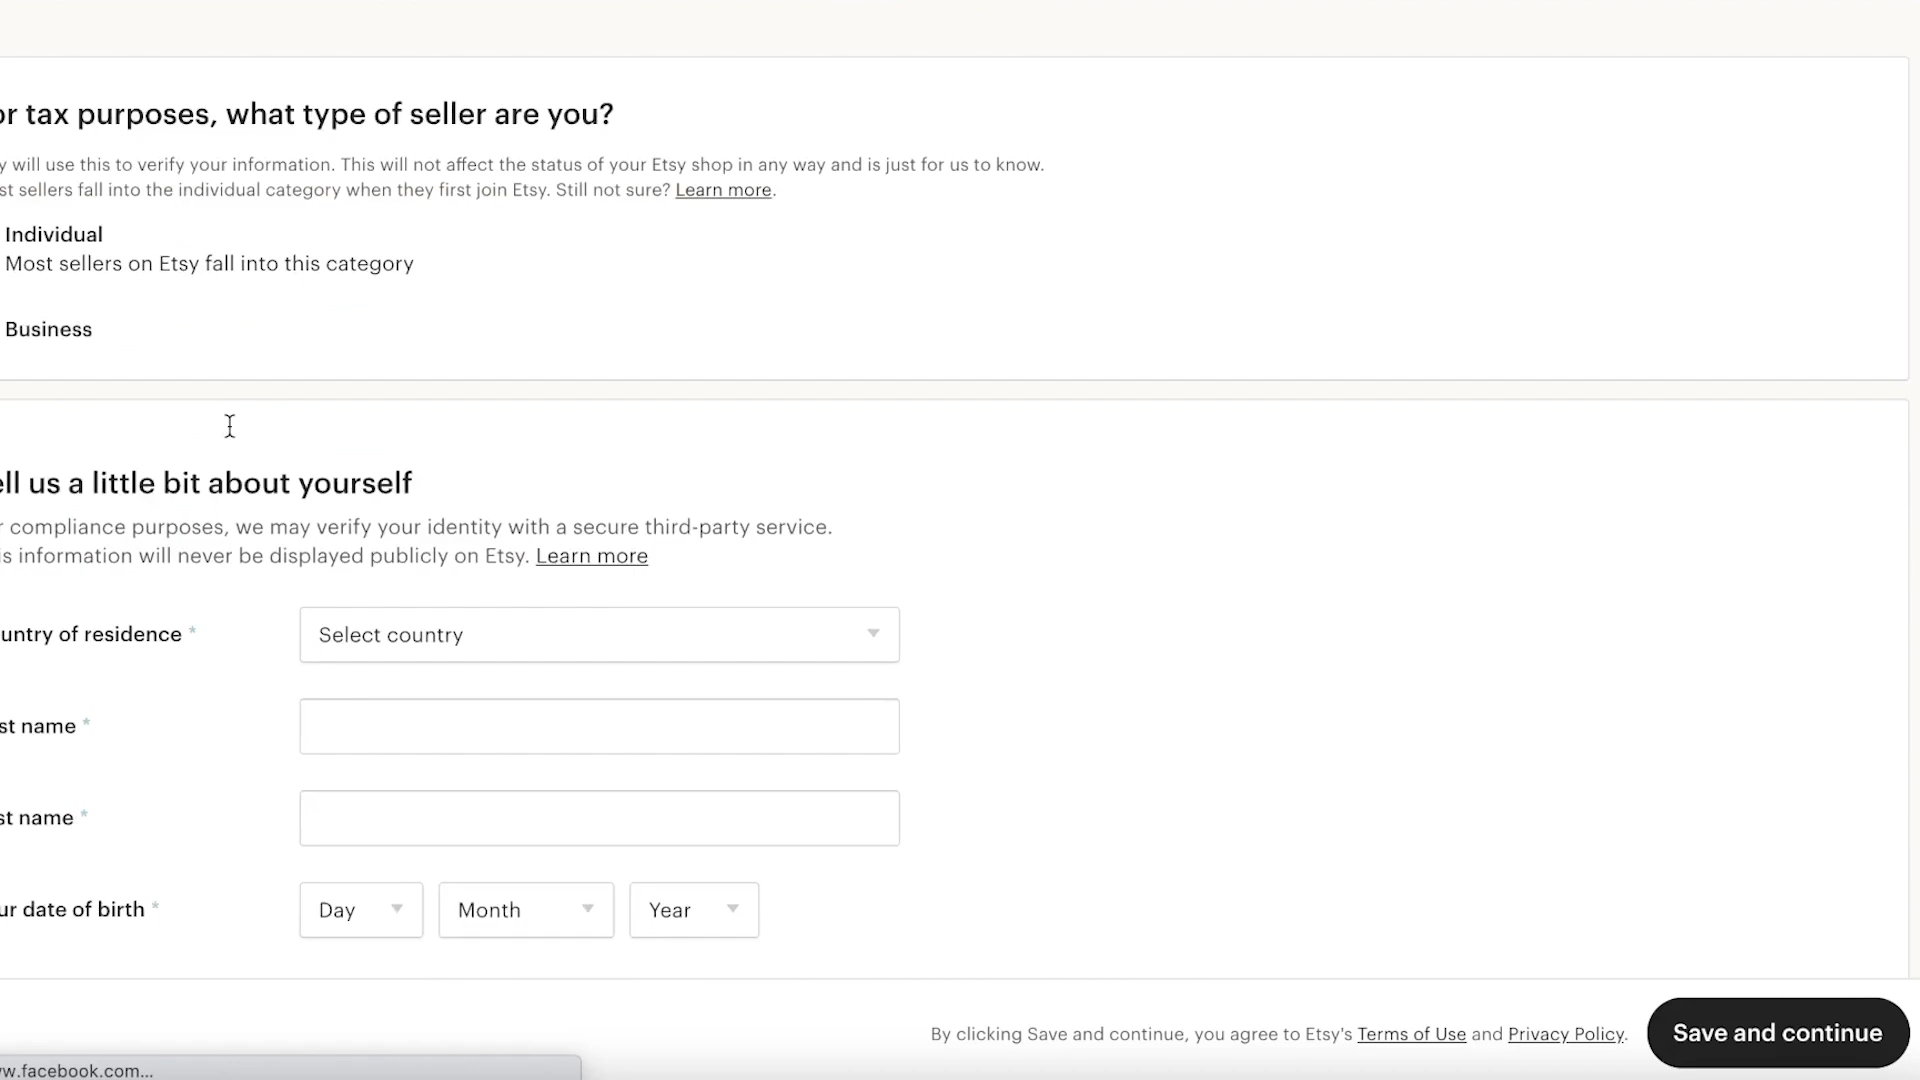 or tax purposes, what type of seller are you?
y will use this to verify your information. This will not affect the status of your Etsy shop in any way and is just for us to know.
st sellers fall into the individual category when they first join Etsy. Still not sure? Learn more.
Individual
Most sellers on Etsy fall into this category
Business
ell us a little bit about yourself
r compliance purposes, we may verify your identity with a secure third-party service.
is information will never be displayed publicly on Etsy. Learn more
untry of residence * Select country
st name *
st name *
ur date of birth * Day Month Year
By clicking Save and continue, you agree to Etsy's Terms of Use and Privacy Policy. Save and continue
w.facebook.com...